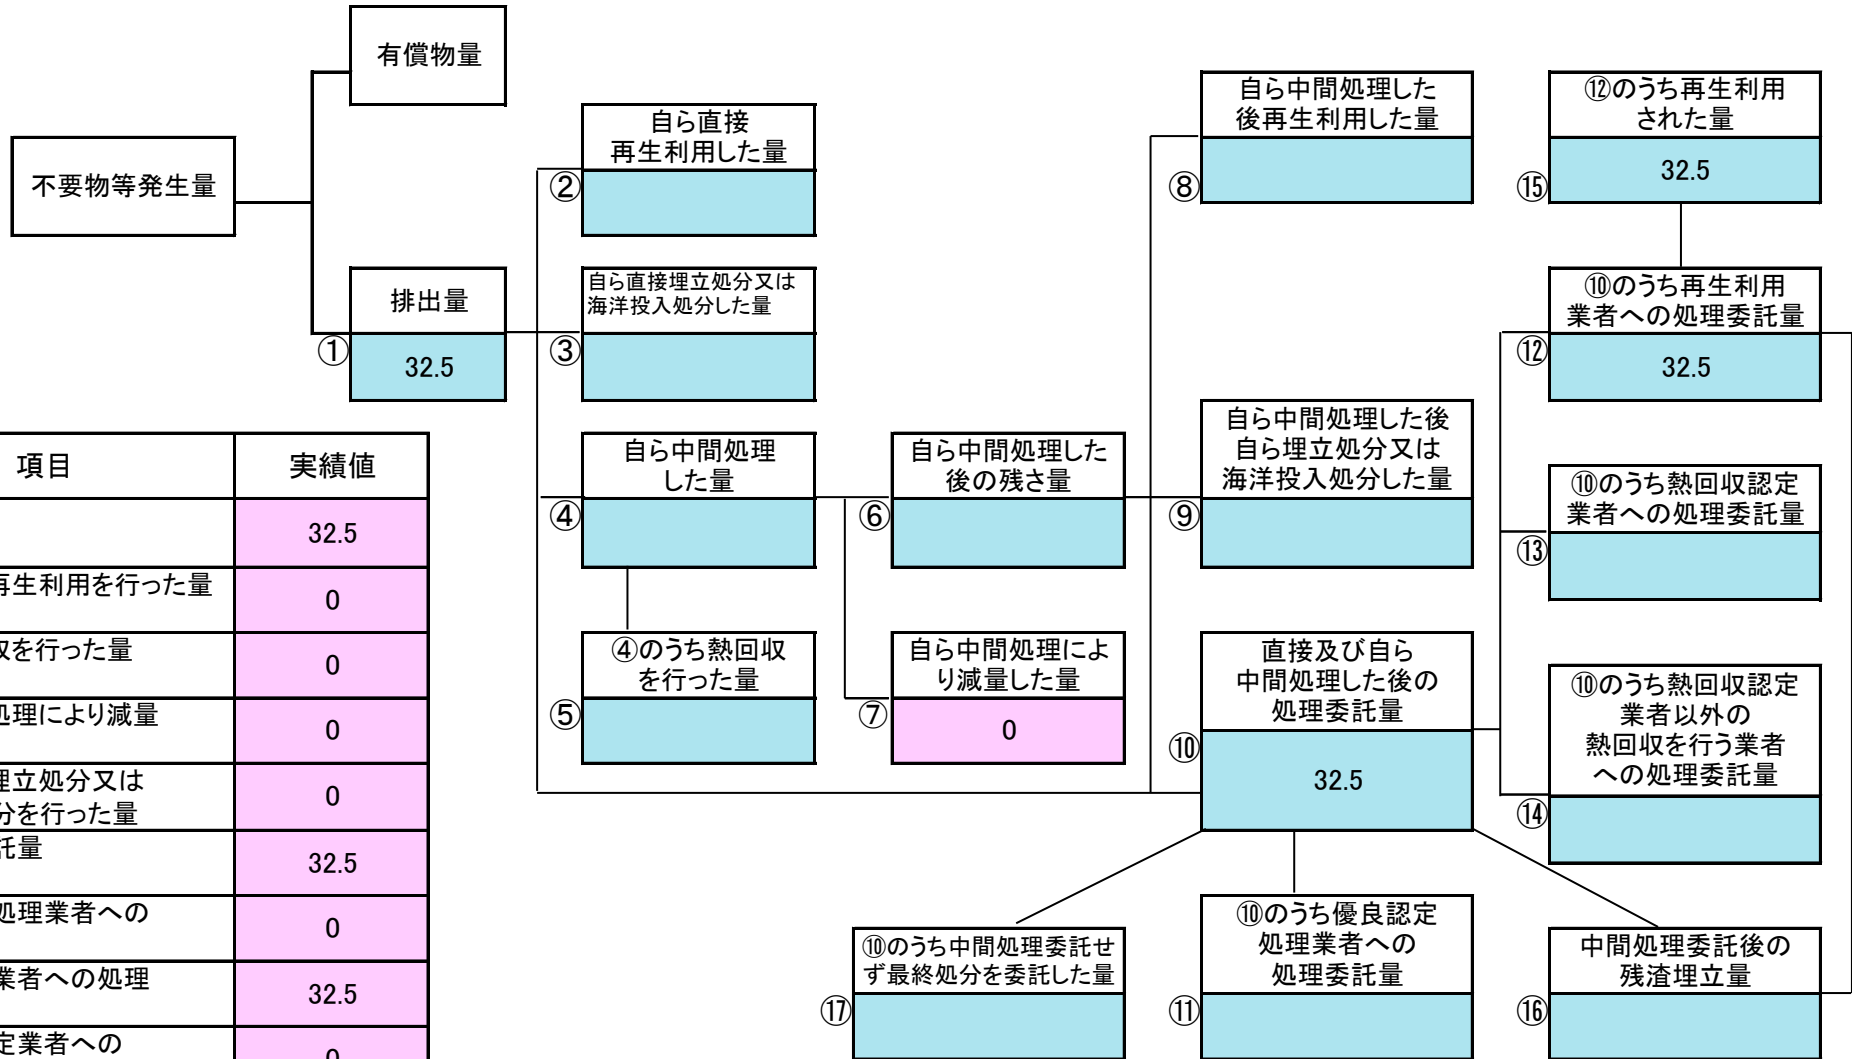 有償物量
不要物等発生量
排出量
①
32.5
自ら直接
再生利用した量
②
自ら直接埋立処分又は
海洋投入処分した量
③
自ら中間処理
した量
④
④のうち熱回収
を行った量
⑤
自ら中間処理した
後の残さ量
⑥
自ら中間処理によ
り減量した量
⑦
0
自ら中間処理した
後再生利用した量
⑧
自ら中間処理した後
自ら埋立処分又は
海洋投入処分した量
⑨
直接及び自ら
中間処理した後の
処理委託量
⑩
32.5
⑫のうち再生利用
された量
⑮
32.5
⑩のうち再生利用
業者への処理委託量
⑫
32.5
⑩のうち熱回収認定
業者への処理委託量
⑬
⑩のうち熱回収認定
業者以外の
熱回収を行う業者
への処理委託量
⑭
⑩のうち中間処理委託せ
ず最終処分を委託した量
⑰
⑩のうち優良認定
処理業者への
処理委託量
⑪
中間処理委託後の
残渣埋立量
⑯
項目 実績値
32.5
再生利用を行った量 0
を行った量 0
処理により減量 0
埋立処分又は
分を行った量 0
託量 32.5
処理業者への 0
業者への処理 32.5
定業者への 0